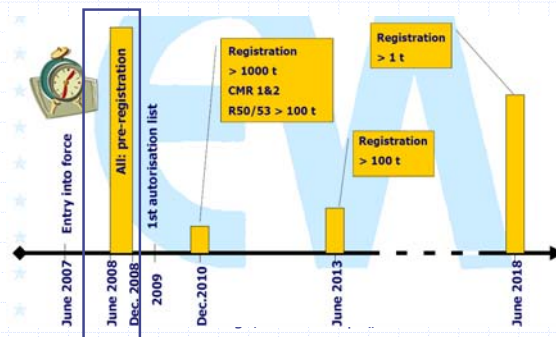 Registration
> 1000 t
CMR 1&2
R50/53 > 100 t
Registration
> 1 t
Registration
> 100 t
Entry into force
All: pre-registration
1st autorisation list
June 2007
June 2008
Dec. 2008
2009
Dec.2010
June 2013
June 2018